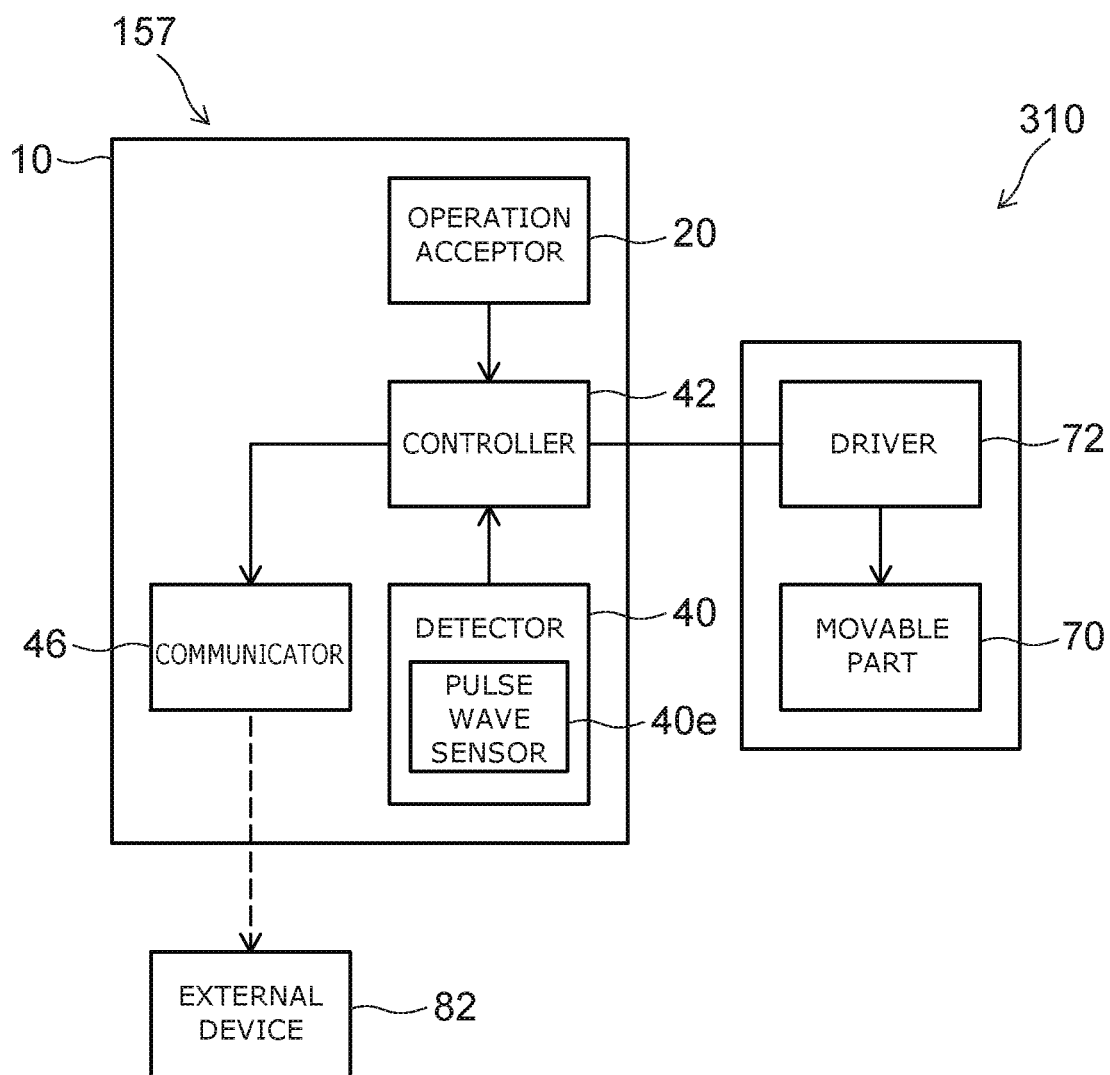 157
310
10
OPERATION
ACCEPTOR
20
42
CONTROLLER
DRIVER
72
46
COMMUNICATOR
DETECTOR
40
PULSE
WAVE
SENSOR
40e
MOVABLE
PART
70
EXTERNAL
DEVICE
82